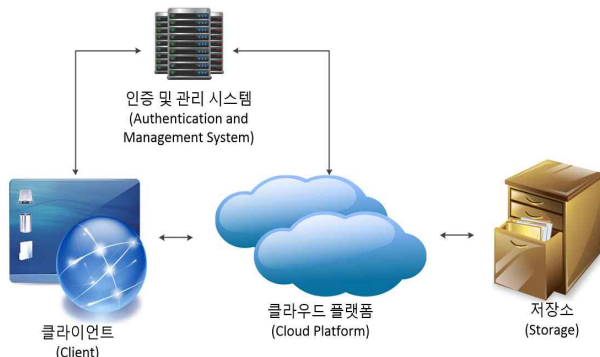 인증 및 관리 시스템
(Authentication and
Management System)
클라이언트
(Client)
클라우드 플랫폼
(Cloud Platform)
저장소
(Storage)